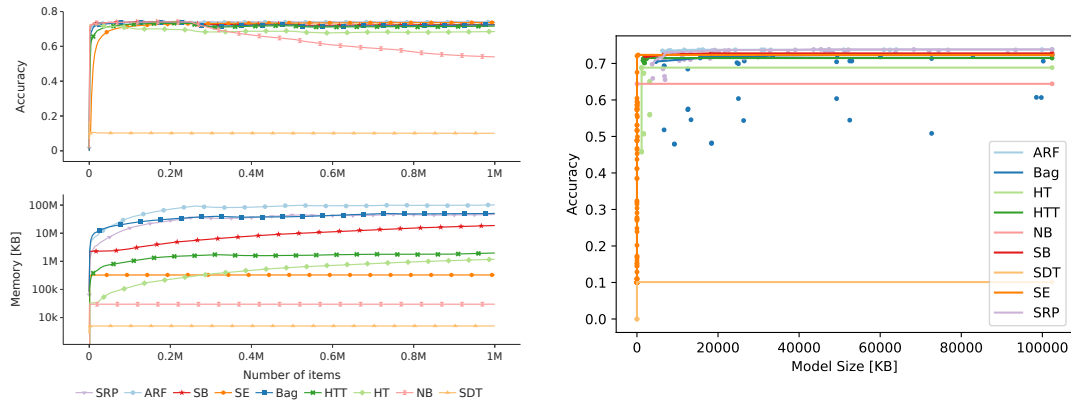 0.8
0.6
0.4
0.2
0
Accuracy
0 0.2M 0.4M 0.6M 0.8M 1M
100M
10M
1M
100k
10k
Memory [KB]
0 0.2M 0.4M 0.6M 0.8M 1M
Number of items
SRP ARF SB SE Bag HTT HT NB SDT
0.7
0.6
0.5
0.4
0.3
0.2
0.1
0.0
Accuracy
ARF
Bag
HT
HTT
NB
SB
SDT
SE
SRP
0 20000 40000 60000 80000 100000
Model Size [KB]